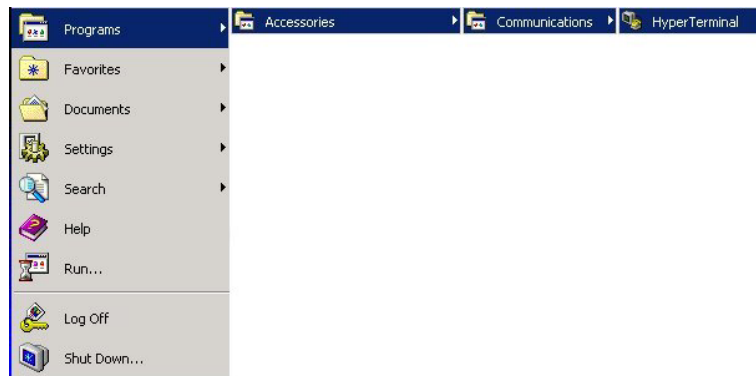 Programs Accessories Communications HyperTerminal
Favorites
Documents
Settings
Search
Help
Run...
Log Off
Shut Down...